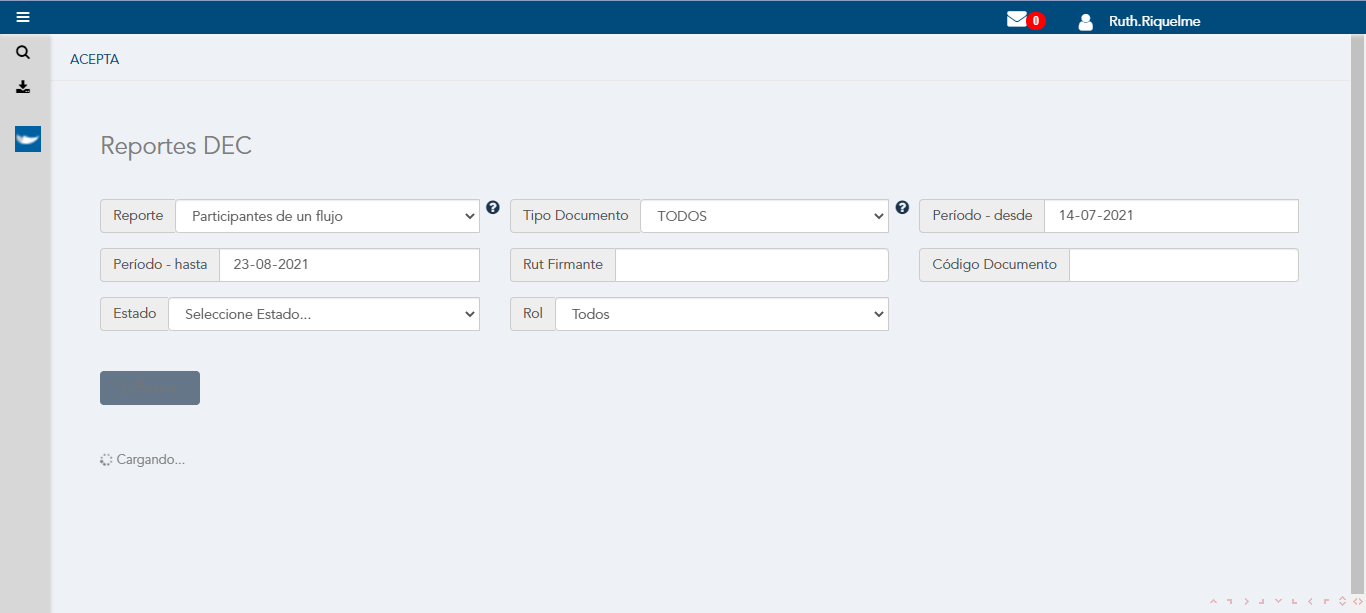 0 Ruth.Riquelme
ACEPTA
Reportes DEC
Reporte Participantes de un flujo Tipo Documento TODOS Período - desde 14-07-2021
Período - hasta 23-08-2021 Rut Firmante Código Documento
Estado Seleccione Estado... Rol Todos
Cargando...